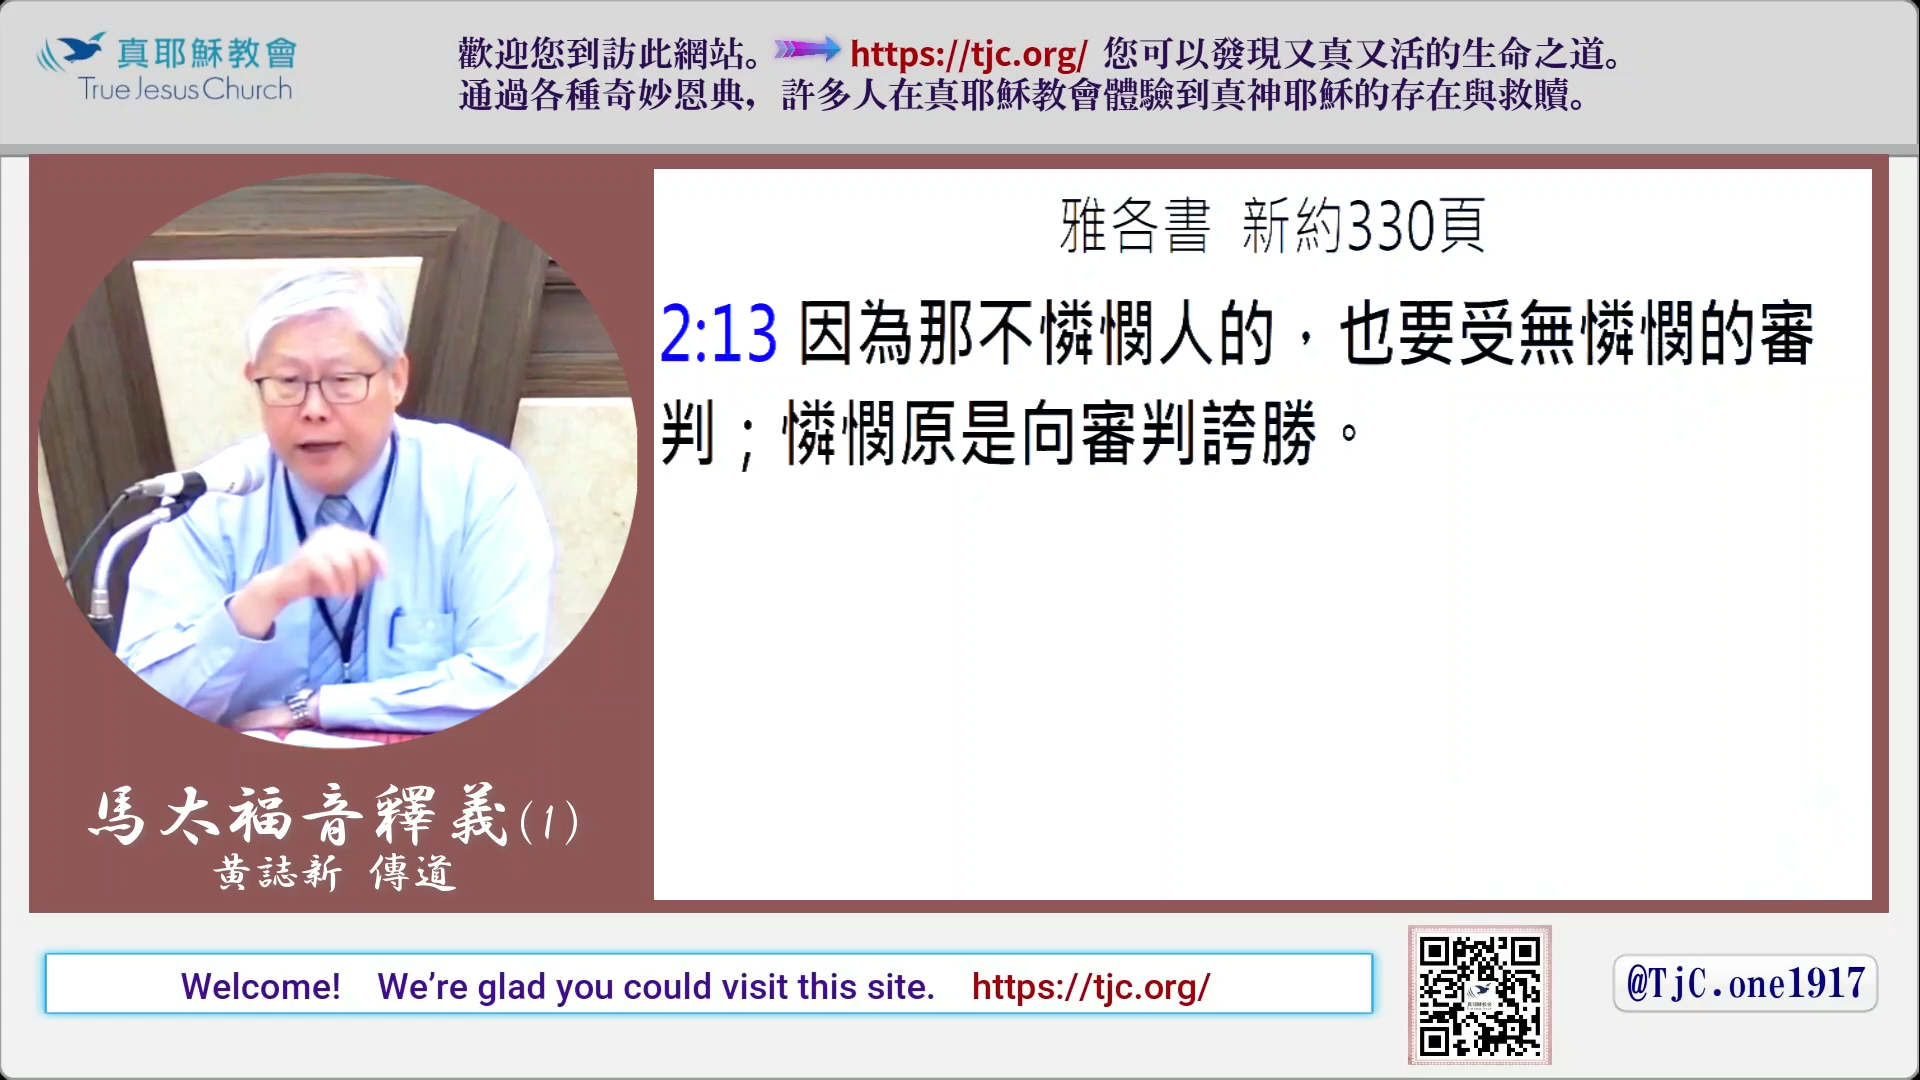 真耶穌教會
True Jesus Church
歡迎您到訪此網站。 https://tjc.org/ 您可以發現又真又活的生命之道。
通過各種奇妙恩典，許多人在真耶穌教會體驗到真神耶穌的存在與救贖。
雅各書 新約330頁
2:13 因為那不憐憫人的，也要受無憐憫的審
判；憐憫原是向審判誇勝。
馬太福音釋義(1)
黄誌新 傳道
Welcome! We’re glad you could visit this site. https://tjc.org/
真耶穌教會
@TjC.one1917